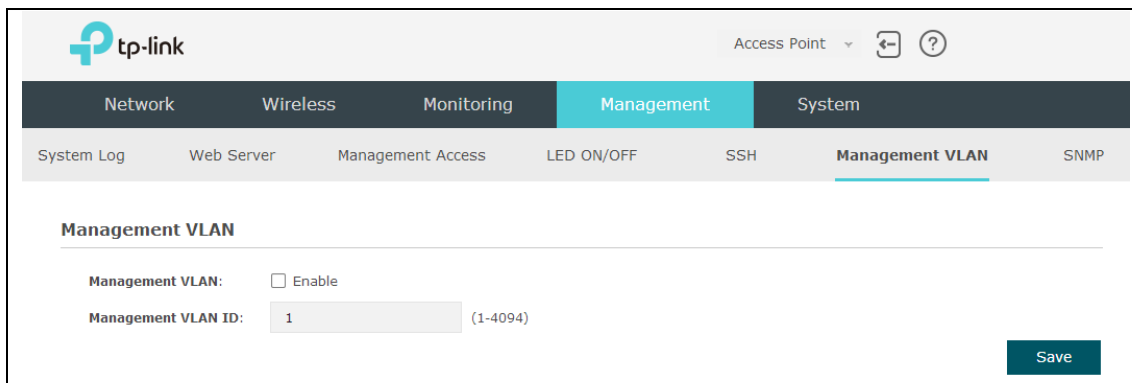 tp-link
Access Point
Network Wireless Monitoring Management System
System Log Web Server Management Access LED ON/OFF SSH Management VLAN SNMP
Management VLAN
Management VLAN: Enable
Management VLAN ID: 1 (1-4094)
Save